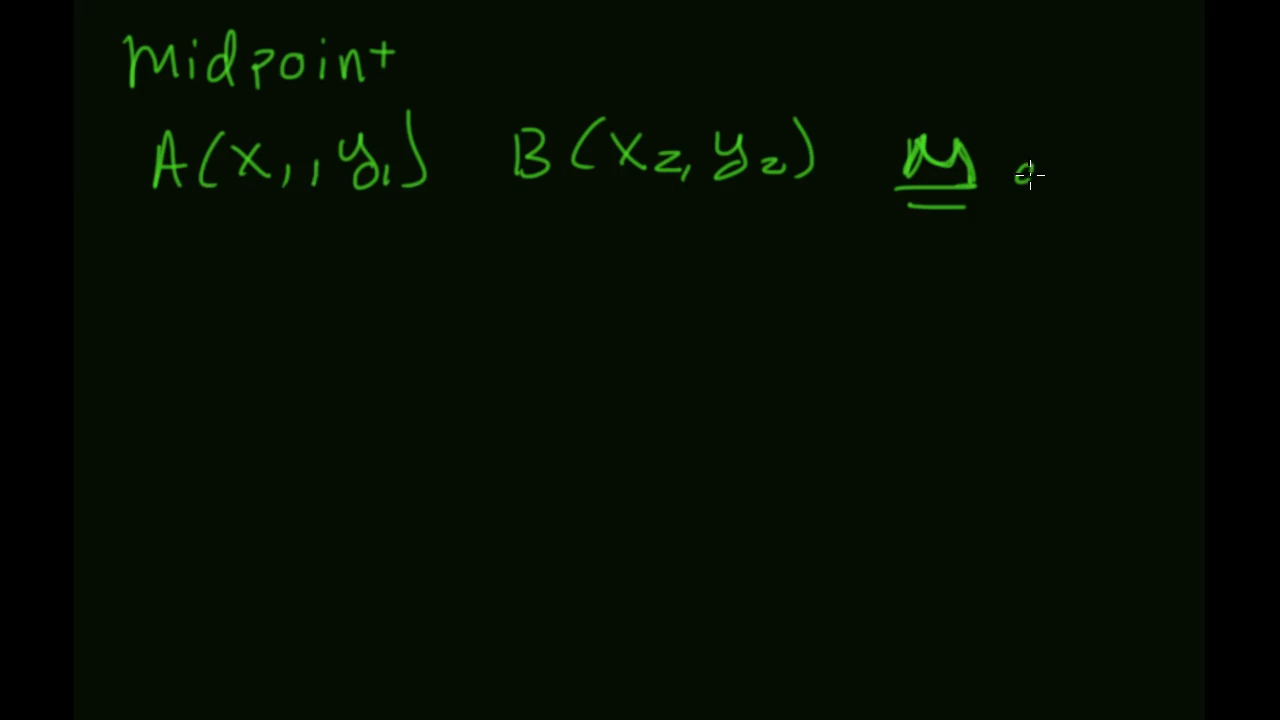 Midpoint
A(x₁, y₁) B(x₂, y₂) M